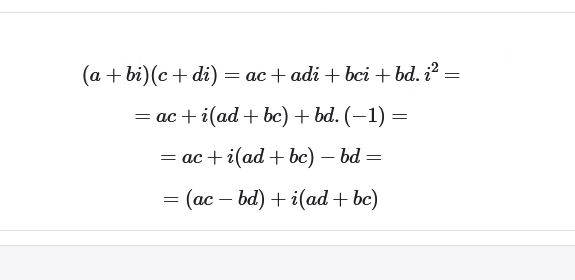 (a + bi)(c + di) = ac + adi + bci + bd. i² =
= ac + i(ad + bc) + bd. (−1) =
= ac + i(ad + bc) − bd =
= (ac − bd) + i(ad + bc)